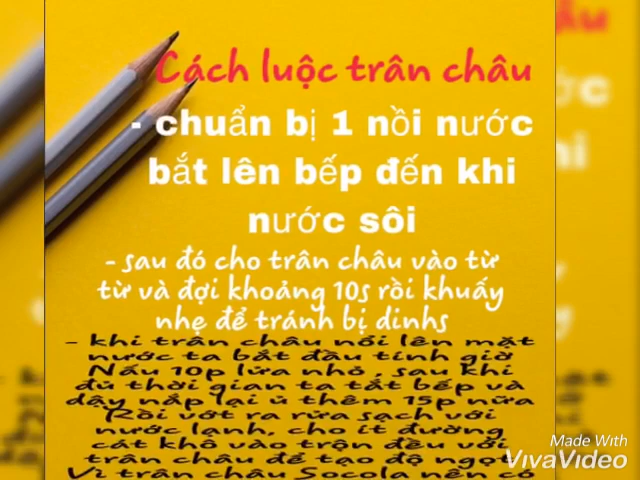 Cách luộc trân châu
- chuẩn bị 1 nồi nước
bắt lên bếp đến khi
nước sôi
- sau đó cho trân châu vào từ
từ và đợi khoảng 10s rồi khuấy
nhẹ để tránh bị dinhs
- khi trân châu nổi lên mặt
nước ta bắt đầu tính giờ
Nấu 10p lửa nhỏ , sau khi
đủ thời gian ta tắt bếp và
đậy nắp lại ủ thêm 15p nữa
Rồi vớt ra rửa sạch với
nước lạnh, cho ít đường
cát khô vào trộn đều với
trân châu để tạo độ ngọt
Vì trân châu Socola nên có
Made With
VivaVideo